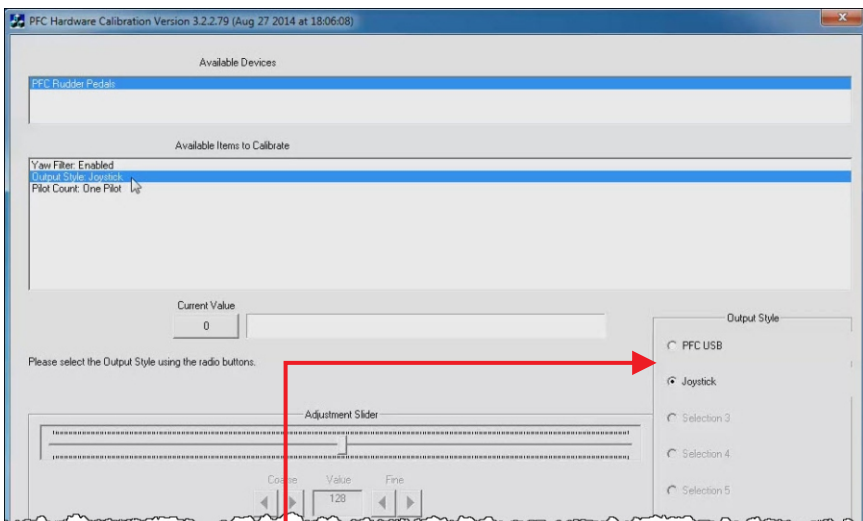 PFC Hardware Calibration Version 3.2.2.79 (Aug 27 2014 at 18:06:08)
Available Devices
PFC Rudder Pedals
Available Items to Calibrate
Yaw Filter: Enabled
Output Style: Joystick
Pilot Count: One Pilot
Current Value
0
Please select the Output Style using the radio buttons.
Output Style
PFC USB
Joystick
Selection 3
Selection 4
Selection 5
Adjustment Slider
Coarse Value Fine
128